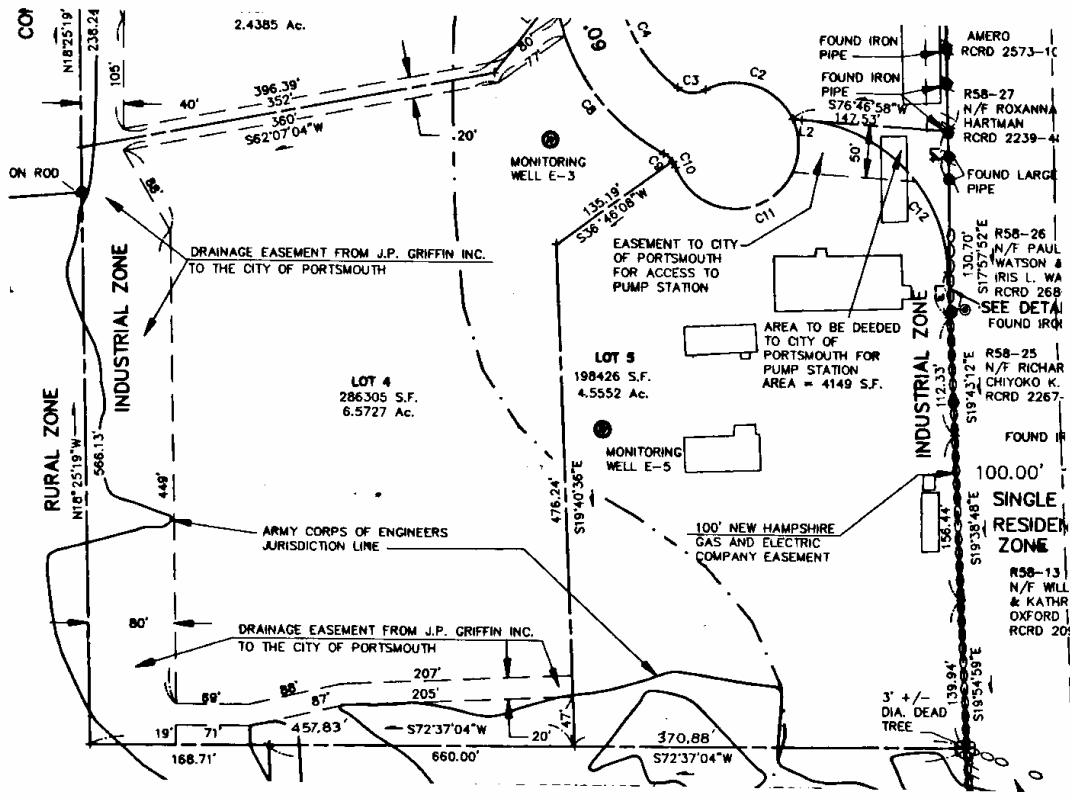 2.4385 Ac.
N18°25'19"
238.24
105'
40'
396.39'
352'
360'
S62°07'04"W
20'
80'
77'
60'
C4
C3
C2
C8
C9
C10
C11
C12
L2
L3
FOUND IRON
PIPE
FOUND IRON
PIPE
S76°46'58"W
147.53'
50'
AMERO
RCRD 2573-10
R58-27
N/F ROXANNA
HARTMAN
RCRD 2239-4
FOUND LARGE
PIPE
ON ROD
88'
MONITORING
WELL E-3
135.19'
S36°46'08"W
DRAINAGE EASEMENT FROM J.P. GRIFFIN INC.
TO THE CITY OF PORTSMOUTH
EASEMENT TO CITY
OF PORTSMOUTH
FOR ACCESS TO
PUMP STATION
130.70'
S17°57'52"E
R58-26
N/F PAUL
WATSON &
IRIS L. WA
RCRD 268
SEE DETA
FOUND IRO
RURAL ZONE
INDUSTRIAL ZONE
N18°25'19"W
566.13'
449'
LOT 4
286305 S.F.
6.5727 Ac.
LOT 5
198426 S.F.
4.5552 Ac.
AREA TO BE DEEDED
TO CITY OF
PORTSMOUTH FOR
PUMP STATION
AREA = 4149 S.F.
INDUSTRIAL ZONE
112.33'
S19°43'12"E
R58-25
N/F RICHAR
CHIYOKO K.
RCRD 2267-
FOUND I
MONITORING
WELL E-5
476.24'
S19°40'36"E
100.00'
SINGLE
RESIDEN
ZONE
156.44'
S19°38'48"E
ARMY CORPS OF ENGINEERS
JURISDICTION LINE
100' NEW HAMPSHIRE
GAS AND ELECTRIC
COMPANY EASEMENT
R58-13
N/F WILL
& KATHR
OXFORD
RCRD 209
80'
DRAINAGE EASEMENT FROM J.P. GRIFFIN INC.
TO THE CITY OF PORTSMOUTH
207'
205'
88'
87'
69'
19'
71'
457.83'
S72°37'04"W
20'
47'
370.88'
S72°37'04"W
168.71'
660.00'
3' +/-
DIA. DEAD
TREE
139.94'
S19°54'59"E